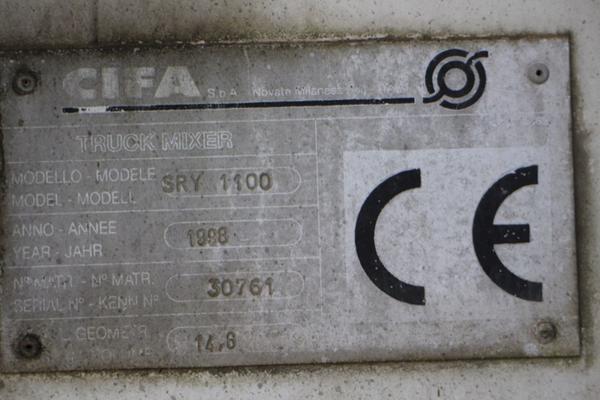 CIFA S.p.A. Novate Milanese
TRUCK MIXER
MODELLO - MODELE
MODEL - MODELL
SRY 1100
ANNO - ANNEE
YEAR - JAHR
1998
Nº MATR. - Nº MATR.
SERIAL Nº - KENN Nº
30761
GEOMETR
14,6
CE